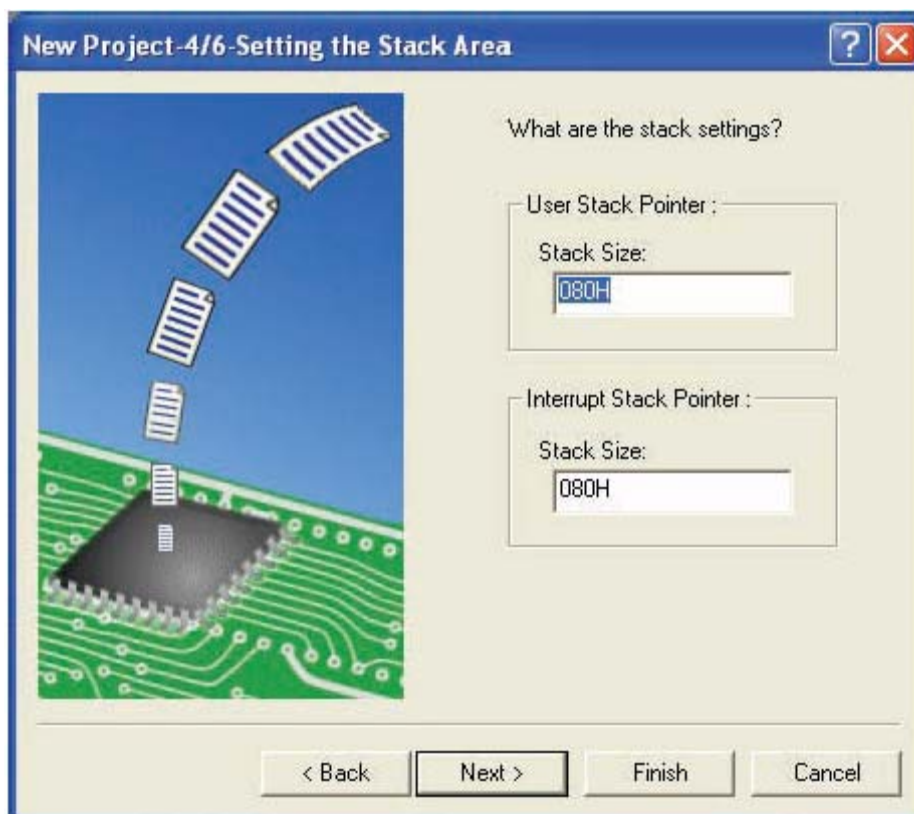 New Project-4/6-Setting the Stack Area
What are the stack settings?
User Stack Pointer :
Stack Size:
080H
Interrupt Stack Pointer :
Stack Size:
080H
< Back
Next >
Finish
Cancel